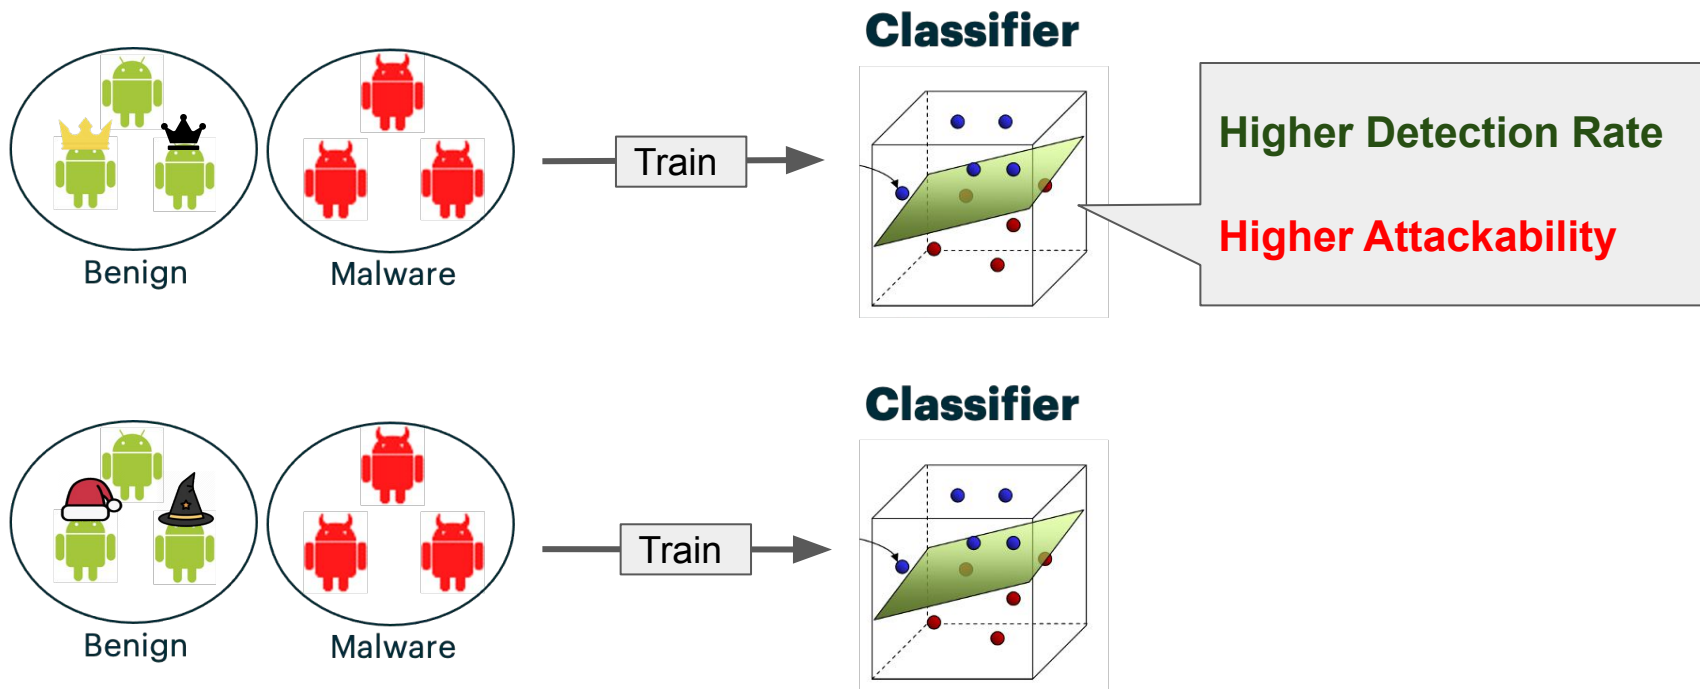 Classifier
Benign
Malware
Train
Higher Detection Rate
Higher Attackability
Classifier
Benign
Malware
Train